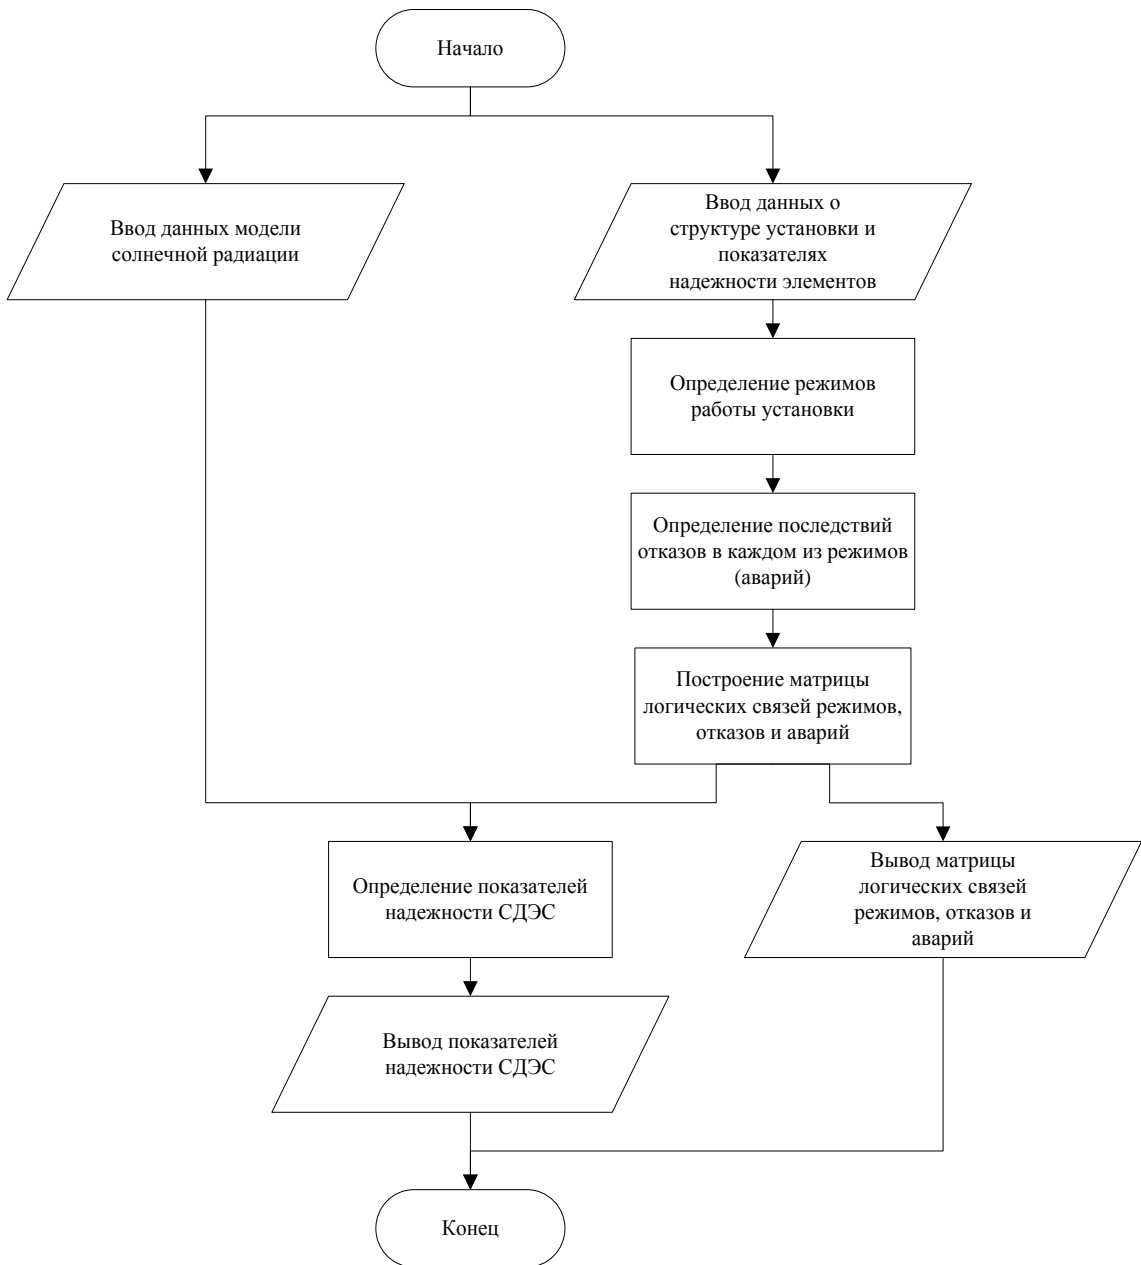 Начало
Ввод данных модели
солнечной радиации
Ввод данных о
структуре установки и
показателях
надежности элементов
Определение режимов
работы установки
Определение последствий
отказов в каждом из режимов
(аварий)
Построение матрицы
логических связей режимов,
отказов и аварий
Определение показателей
надежности СДЭС
Вывод матрицы
логических связей
режимов, отказов и
аварий
Вывод показателей
надежности СДЭС
Конец